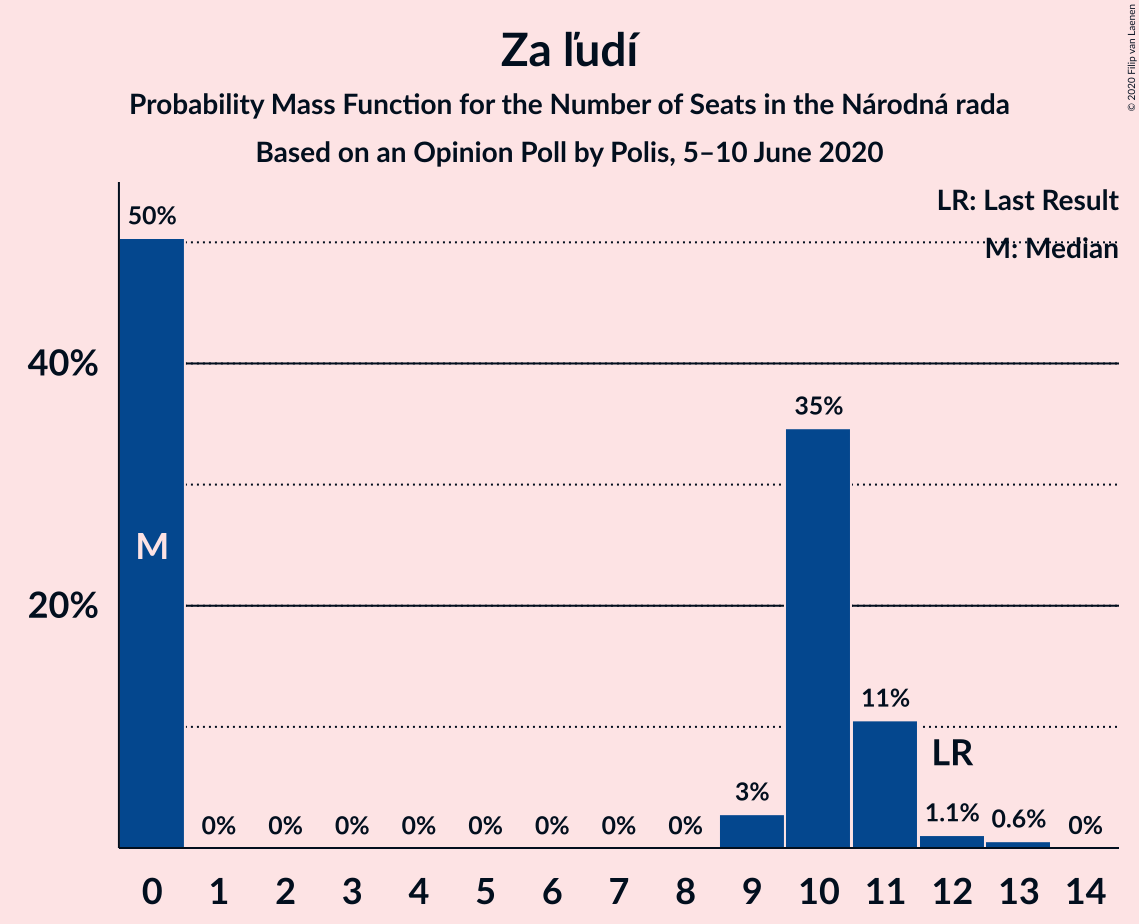 Za ľudí
Probability Mass Function for the Number of Seats in the Národná rada
Based on an Opinion Poll by Polis, 5–10 June 2020
© 2020 Filip van Laenen
LR: Last Result
M: Median
50%
40%
35%
M
20%
11%
LR
3%
1.1%
0.6%
0% 0% 0% 0% 0% 0% 0% 0% 0%
0 1 2 3 4 5 6 7 8 9 10 11 12 13 14